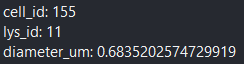 cell_id: 155
lys_id: 11
diameter_um: 0.6835202574729919